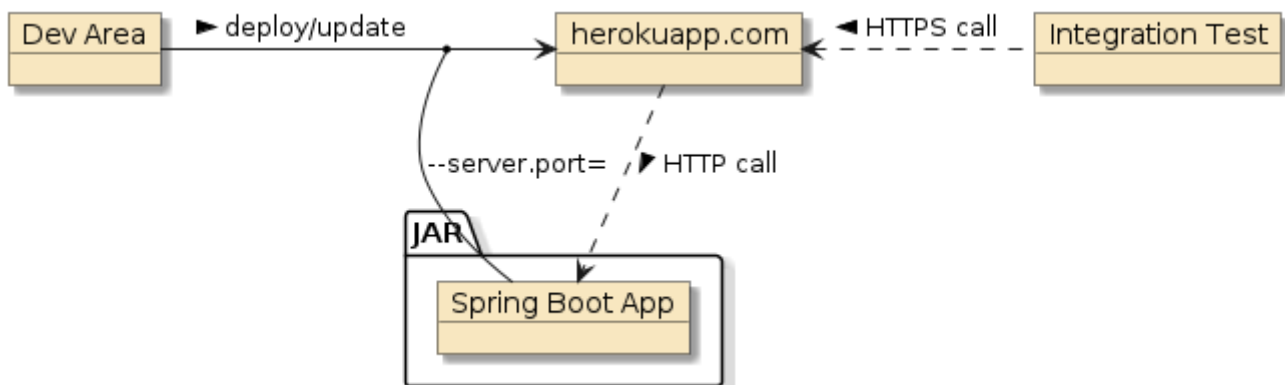 Dev Area
► deploy/update
herokuapp.com
◄ HTTPS call
Integration Test
--server.port=
HTTP call
JAR
Spring Boot App